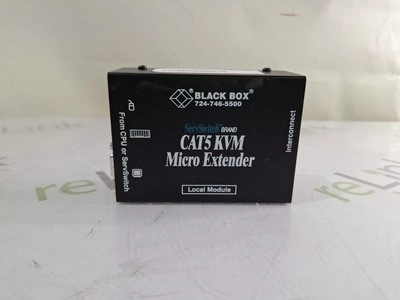 BLACK BOX®
724-746-5500
ServSwitch BRAND
CAT5 KVM
Micro Extender
Local Module
From CPU or ServSwitch
Interconnect